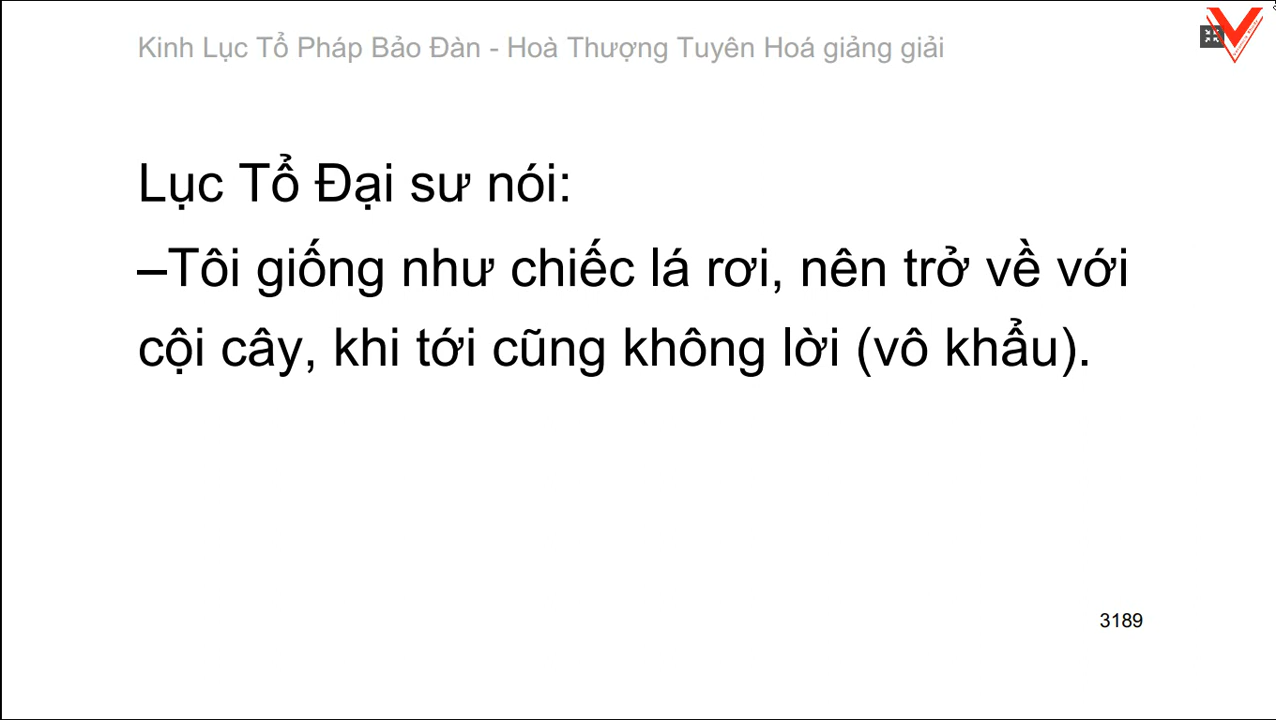 Kinh Lục Tổ Pháp Bảo Đàn - Hoà Thượng Tuyên Hoá giảng giải
Lục Tổ Đại sư nói:
–Tôi giống như chiếc lá rơi, nên trở về với
cội cây, khi tới cũng không lời (vô khẩu).
3189